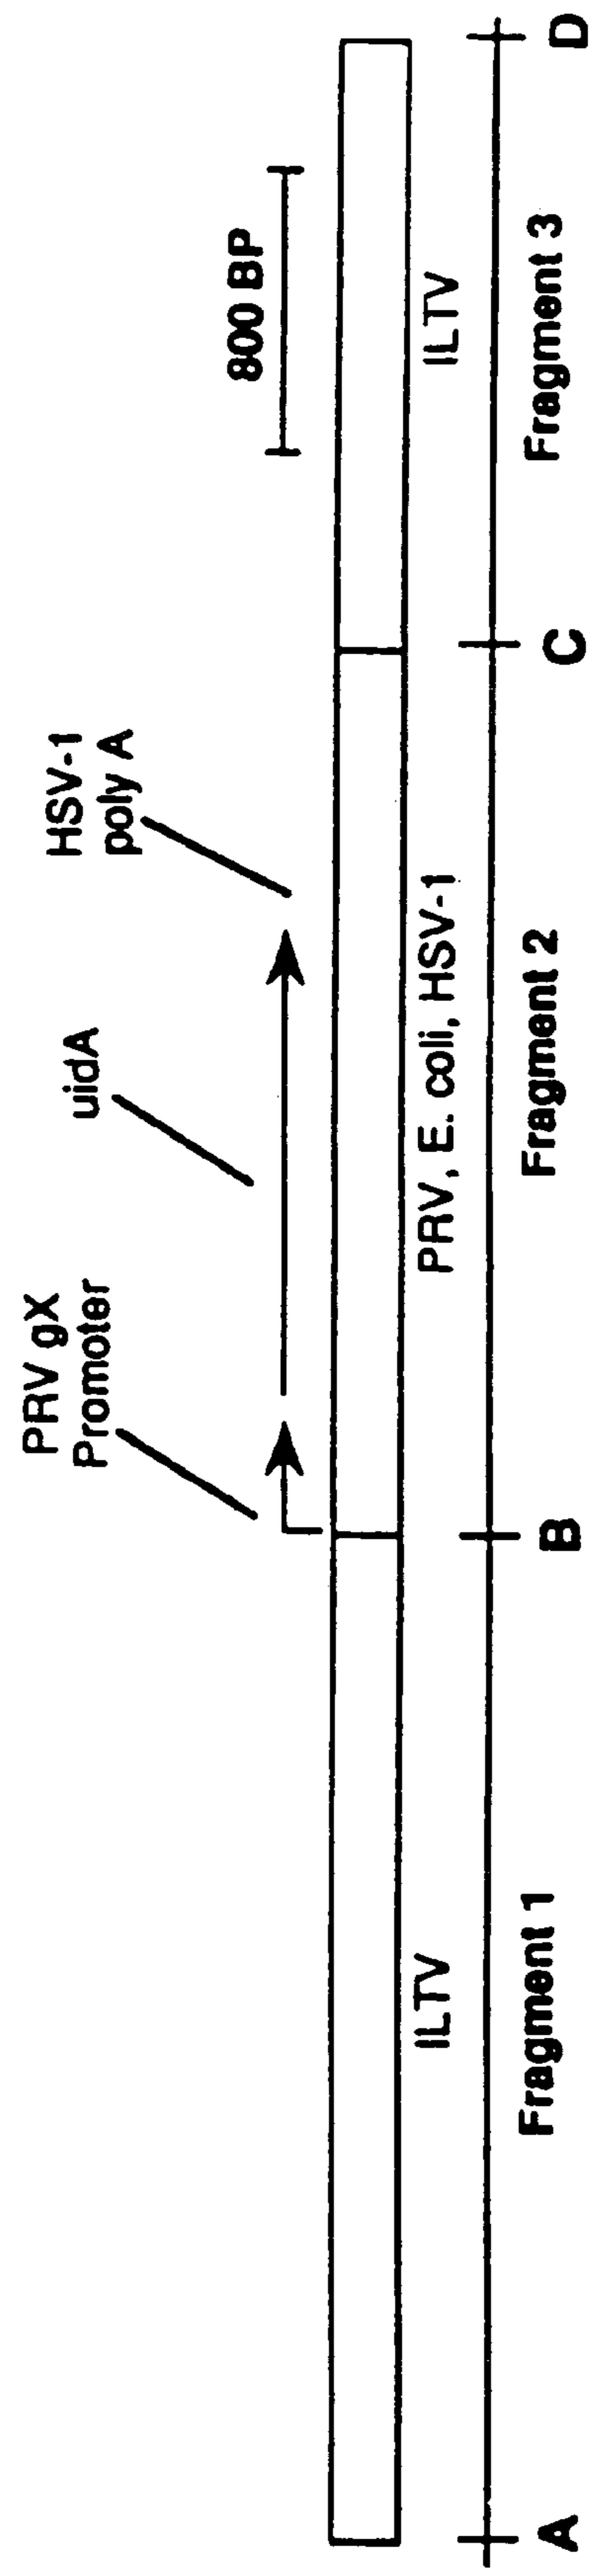 PRV gX
Promoter
uidA
HSV-1
poly A
800 BP
ILTV
PRV, E. coli, HSV-1
ILTV
Fragment 1
Fragment 2
Fragment 3
A
B
C
D